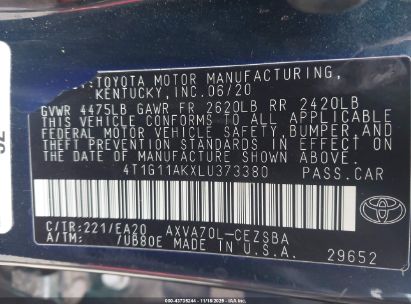 TOYOTA MOTOR MANUFACTURING,
KENTUCKY, INC. 06/20
GVWR 4475LB GAWR FR 2620LB RR 2420LB
THIS VEHICLE CONFORMS TO ALL APPLICABLE
FEDERAL MOTOR VEHICLE SAFETY, BUMPER, AND
THEFT PREVENTION STANDARDS IN EFFECT ON
THE DATE OF MANUFACTURE SHOWN ABOVE.
4T1G11AKXLU373380 PASS.CAR
C/TR:221/EA20 AXVA70L-CEZSBA
A/TM: /UB80E MADE IN U.S.A.
29652
TOYOTA